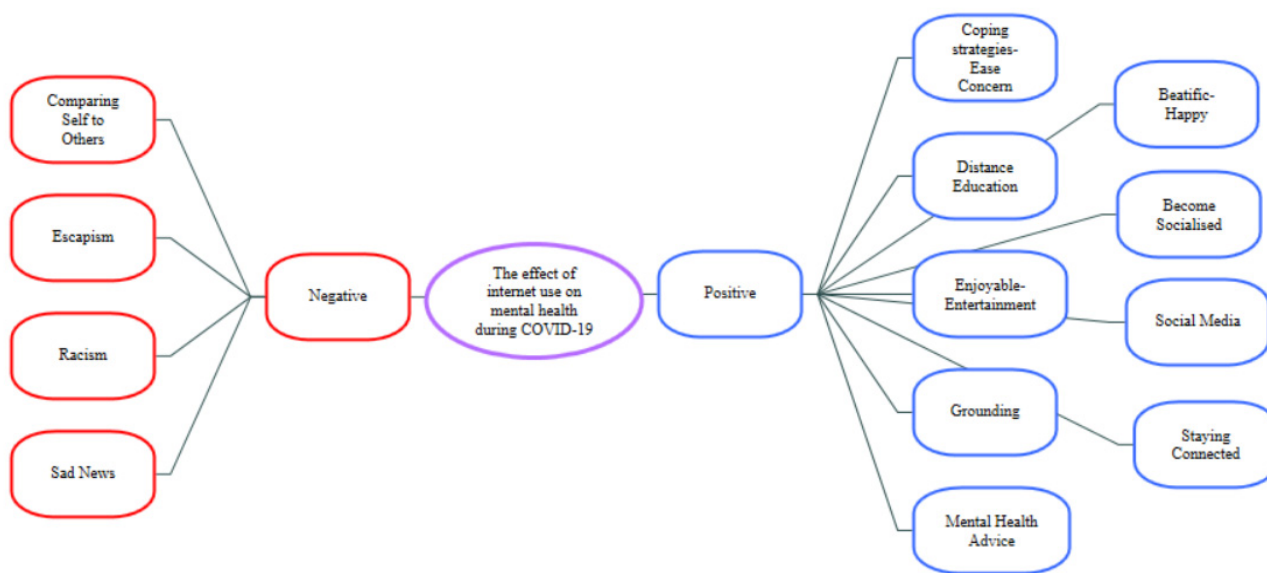 Comparing
Self to
Others
Escapism
Racism
Sad News
Negative
The effect of
internet use on
mental health
during COVID-19
Positive
Coping
strategies-
Ease
Concern
Distance
Education
Enjoyable-
Entertainment
Grounding
Mental Health
Advice
Beatific-
Happy
Become
Socialised
Social Media
Staying
Connected